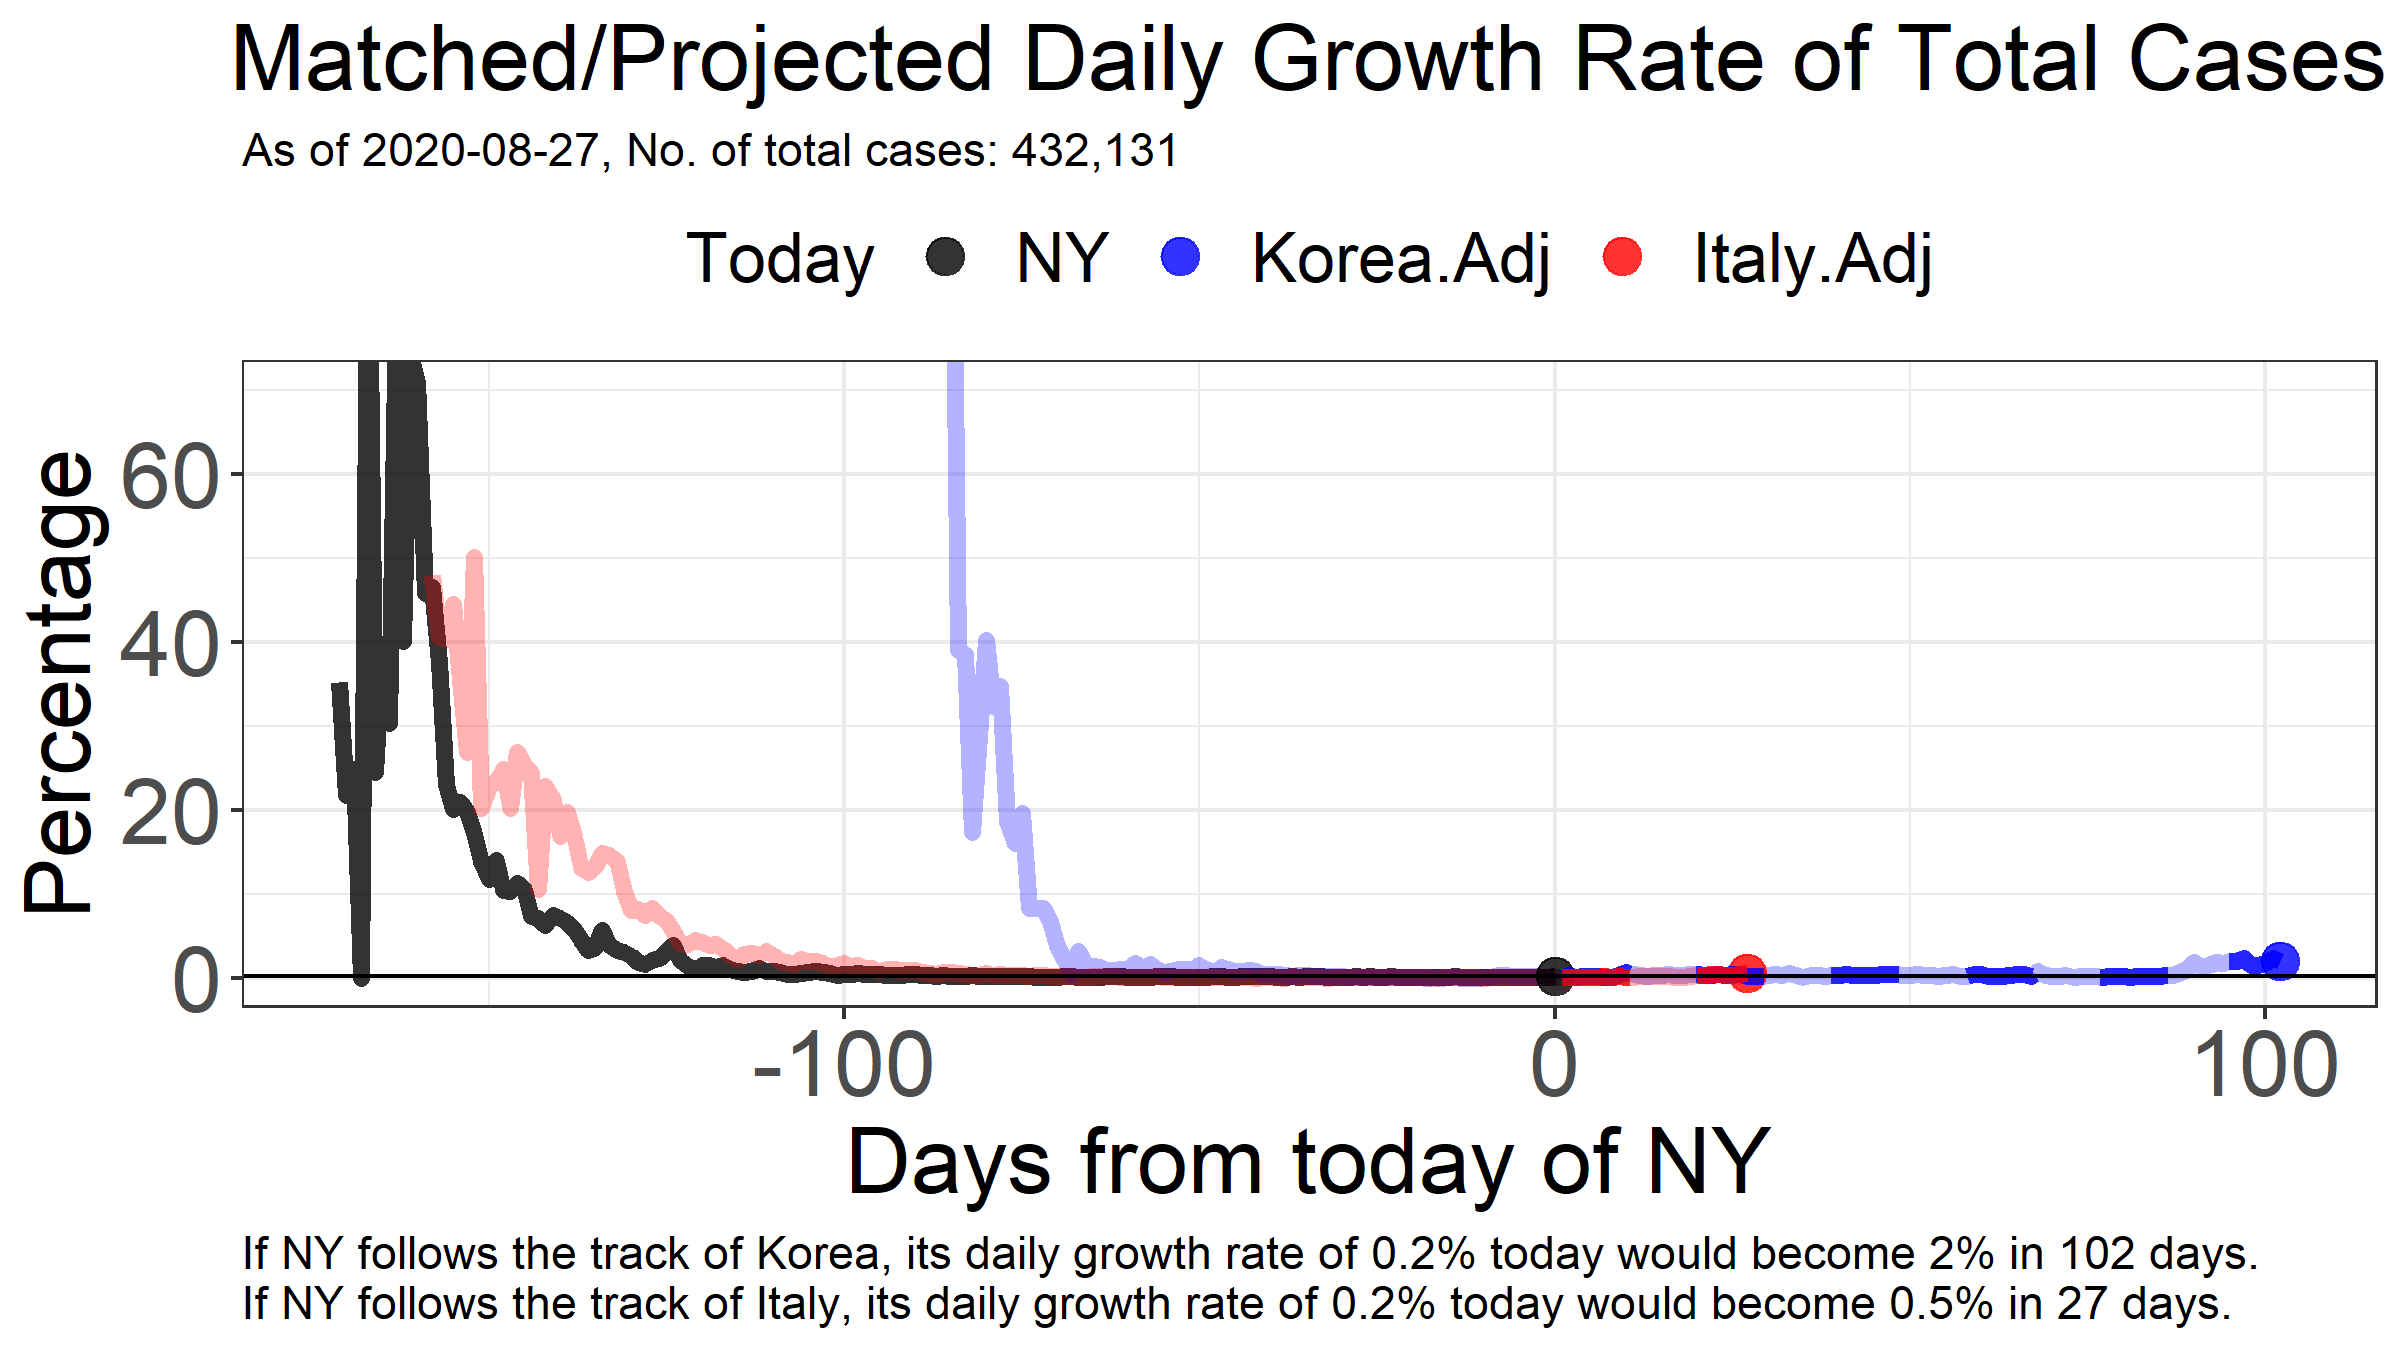 Matched/Projected Daily Growth Rate of Total Cases
As of 2020-08-27, No. of total cases: 432,131
Today NY Korea.Adj Italy.Adj
Percentage
60
40
20
0
-100 0 100
Days from today of NY
If NY follows the track of Korea, its daily growth rate of 0.2% today would become 2% in 102 days.
If NY follows the track of Italy, its daily growth rate of 0.2% today would become 0.5% in 27 days.